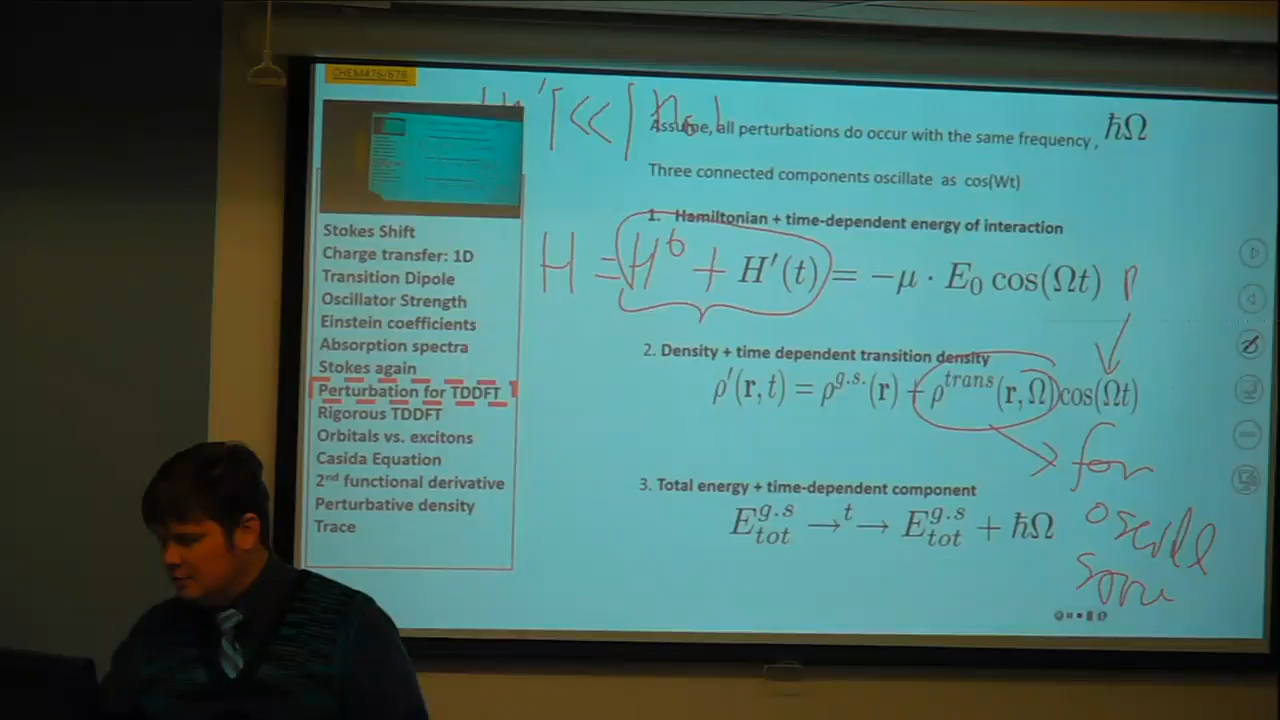 CHEM476/676
Assume, all perturbations do occur with the same frequency, ℏΩ
Three connected components oscillate as cos(Wt)
1. Hamiltonian + time-dependent energy of interaction
H = H⁰ + H′(t) = −μ · E₀ cos(Ωt)
2. Density + time dependent transition density
ρ′(r,t) = ρ^{g.s.}(r) + ρ^{trans}(r,Ω)cos(Ωt)
for
3. Total energy + time-dependent component
E_{tot}^{g.s} →^t→ E_{tot}^{g.s} + ℏΩ
Stokes Shift
Charge transfer: 1D
Transition Dipole
Oscillator Strength
Einstein coefficients
Absorption spectra
Stokes again
Perturbation for TDDFT
Rigorous TDDFT
Orbitals vs. excitons
Casida Equation
2nd functional derivative
Perturbative density
Trace